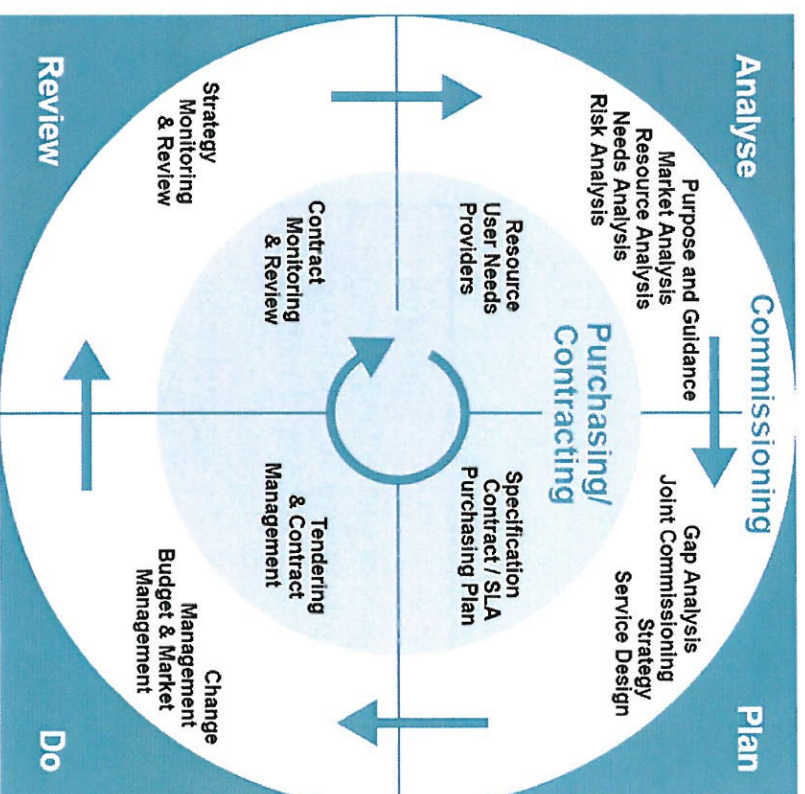 Analyse
Commissioning
Plan
Purpose and Guidance
Market Analysis
Resource Analysis
Needs Analysis
Risk Analysis
Gap Analysis
Joint Commissioning
Strategy
Service Design
Purchasing/
Contracting
Resource
User Needs
Providers
Specification
Contract / SLA
Purchasing Plan
Contract
Monitoring
& Review
Tendering
& Contract
Management
Strategy
Monitoring
& Review
Change
Management
Budget & Market
Management
Review
Do